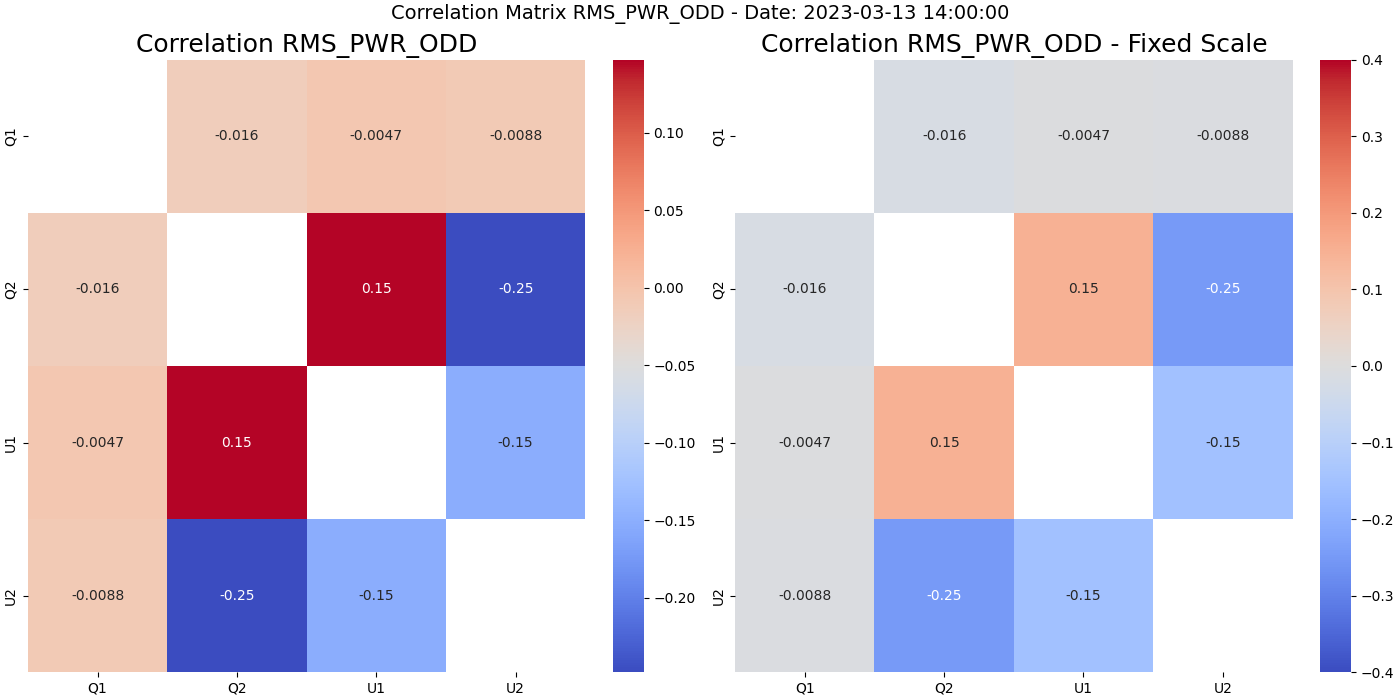 Correlation Matrix RMS_PWR_ODD - Date: 2023-03-13 14:00:00
Correlation RMS_PWR_ODD
Q1
-0.016
-0.0047
-0.0088
Q2
-0.016
0.15
-0.25
U1
-0.0047
0.15
-0.15
U2
-0.0088
-0.25
-0.15
Q1
Q2
U1
U2
0.10
0.05
0.00
−0.05
−0.10
−0.15
−0.20
Correlation RMS_PWR_ODD - Fixed Scale
Q1
-0.016
-0.0047
-0.0088
Q2
-0.016
0.15
-0.25
U1
-0.0047
0.15
-0.15
U2
-0.0088
-0.25
-0.15
Q1
Q2
U1
U2
0.4
0.3
0.2
0.1
0.0
−0.1
−0.2
−0.3
−0.4